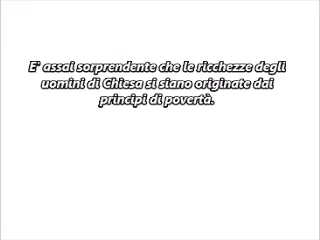 E' assai sorprendente che le ricchezze degli
uomini di Chiesa si siano originate dai
principi di povertà.